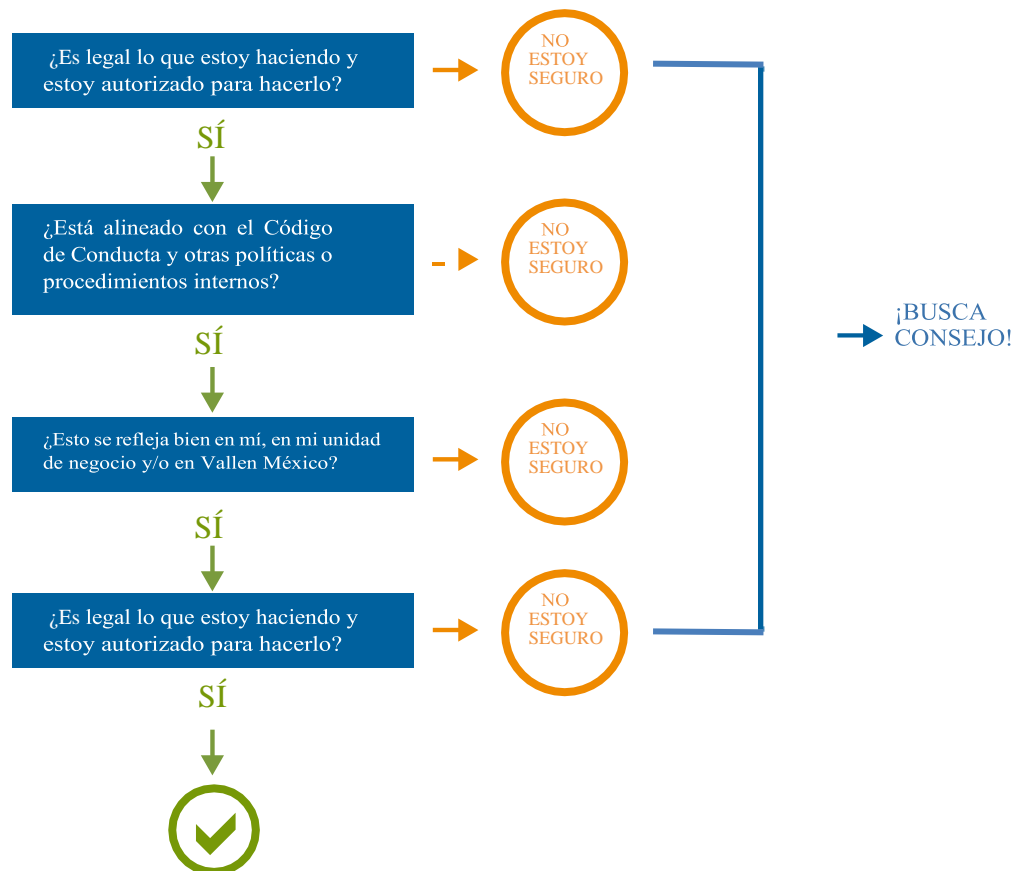 ¿Es legal lo que estoy haciendo y
estoy autorizado para hacerlo?
NO
ESTOY
SEGURO
SÍ
¿Está alineado con el Código
de Conducta y otras políticas o
procedimientos internos?
NO
ESTOY
SEGURO
¡BUSCA
CONSEJO!
SÍ
¿Esto se refleja bien en mí, en mi unidad
de negocio y/o en Vallen México?
NO
ESTOY
SEGURO
SÍ
¿Es legal lo que estoy haciendo y
estoy autorizado para hacerlo?
NO
ESTOY
SEGURO
SÍ